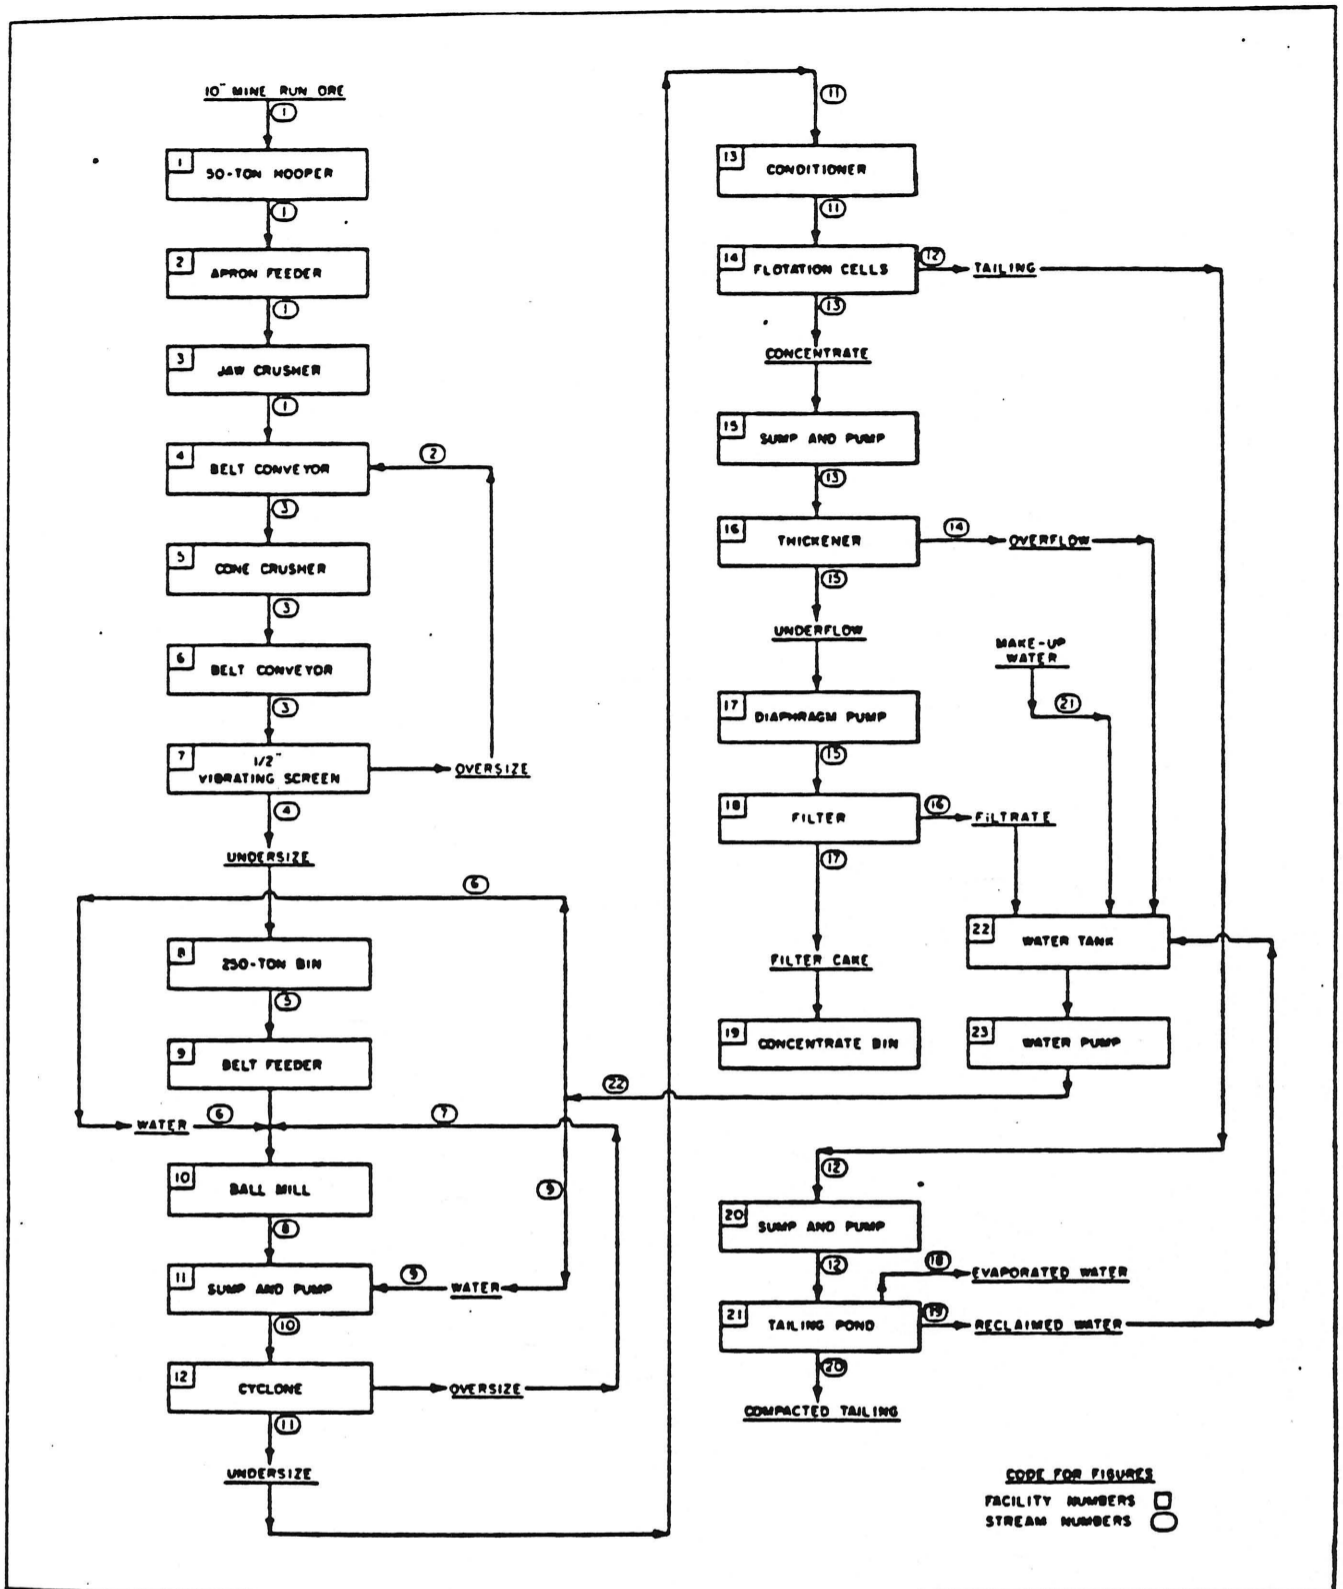 10" MINE RUN ORE
1
1
50-TON HOOPER
1
2
APRON FEEDER
1
3
JAW CRUSHER
1
4
BELT CONVEYOR
2
3
5
CONE CRUSHER
3
6
BELT CONVEYOR
3
7
1/2"
VIBRATING SCREEN
OVERSIZE
4
UNDERSIZE
6
8
250-TON BIN
5
9
BELT FEEDER
WATER
6
7
10
BALL MILL
9
8
11
SUMP AND PUMP
9
WATER
10
12
CYCLONE
OVERSIZE
11
UNDERSIZE
11
13
CONDITIONER
11
14
FLOTATION CELLS
12
TAILING
13
CONCENTRATE
15
SUMP AND PUMP
13
16
THICKENER
14
OVERFLOW
15
UNDERFLOW
MAKE-UP
WATER
21
17
DIAPHRAGM PUMP
15
18
FILTER
16
FILTRATE
17
22
WATER TANK
FILTER CAKE
19
CONCENTRATE BIN
23
WATER PUMP
22
12
20
SUMP AND PUMP
12
18
EVAPORATED WATER
21
TAILING POND
19
RECLAIMED WATER
20
COMPACTED TAILING
CODE FOR FIGURES
FACILITY NUMBERS
STREAM NUMBERS